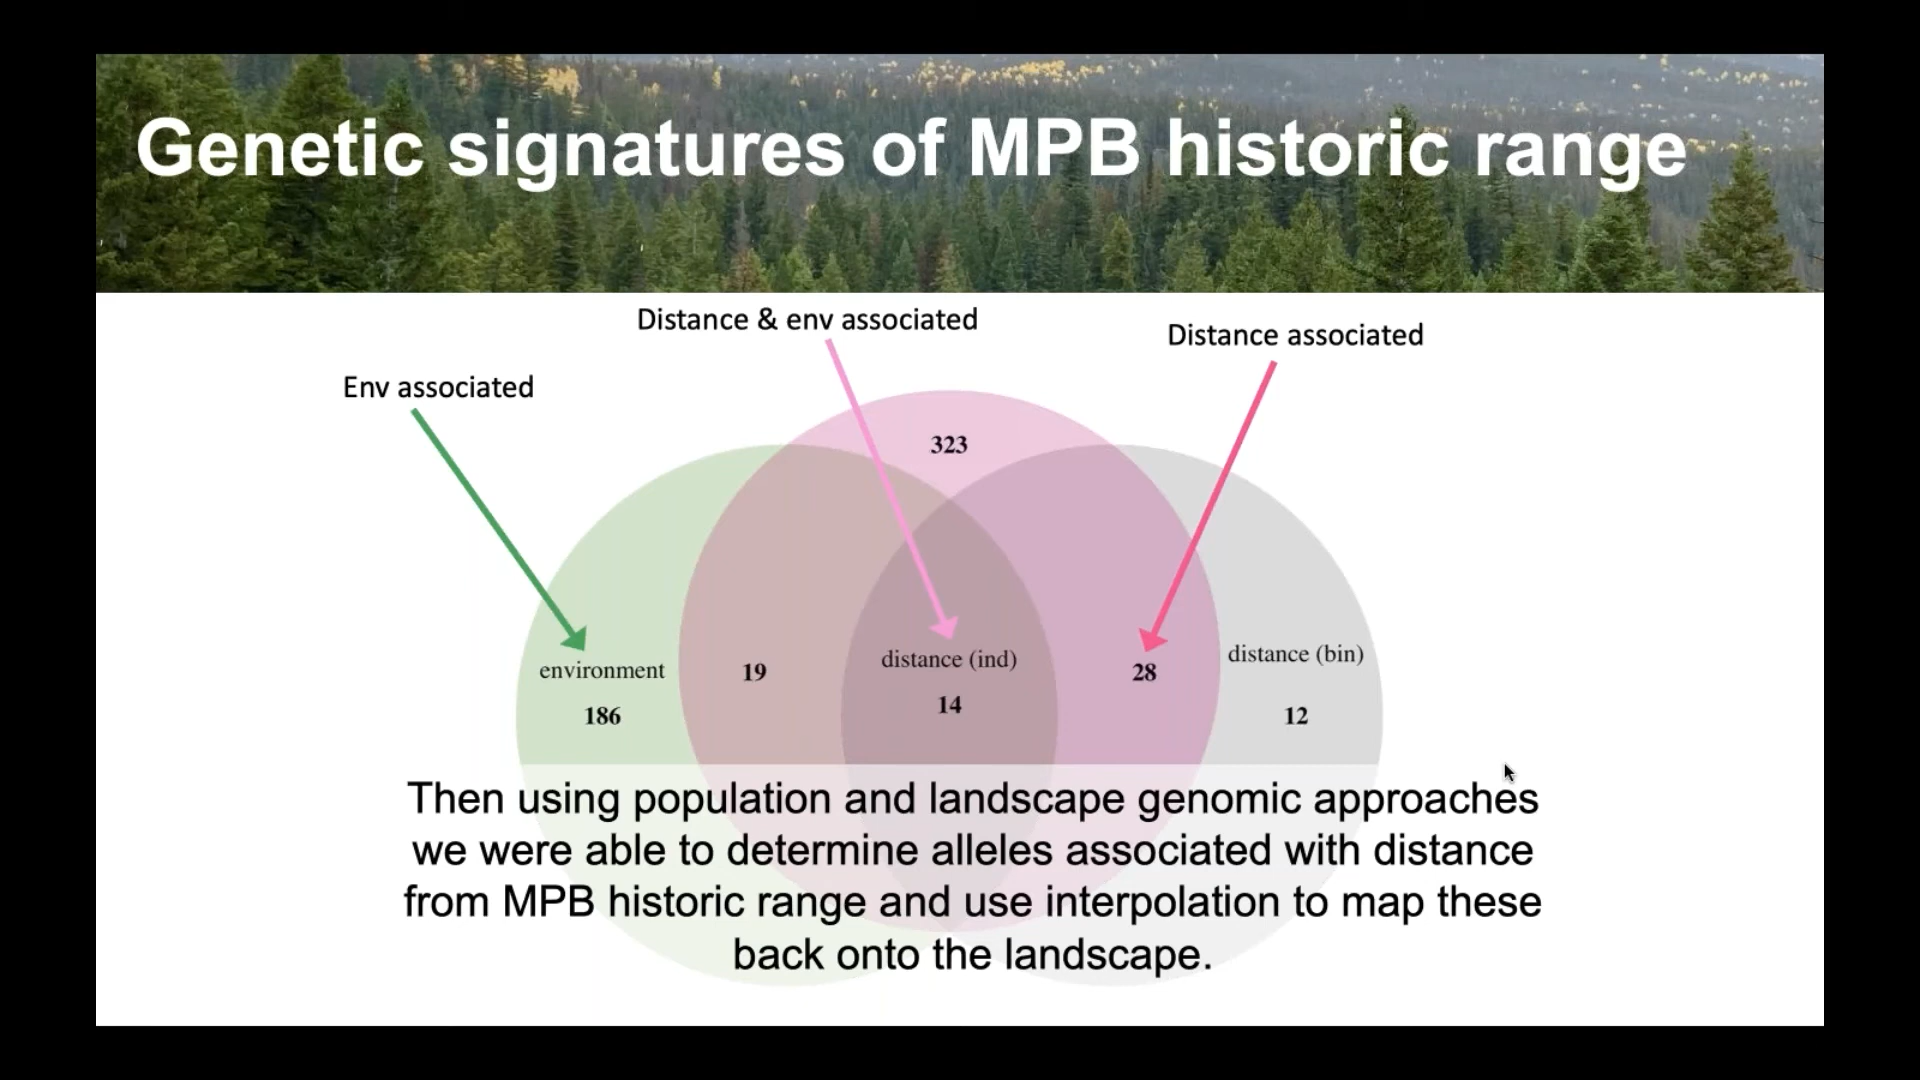 Genetic signatures of MPB historic range
Distance & env associated
Distance associated
Env associated
323
environment
186
19
distance (ind)
14
28
distance (bin)
12
Then using population and landscape genomic approaches
we were able to determine alleles associated with distance
from MPB historic range and use interpolation to map these
back onto the landscape.